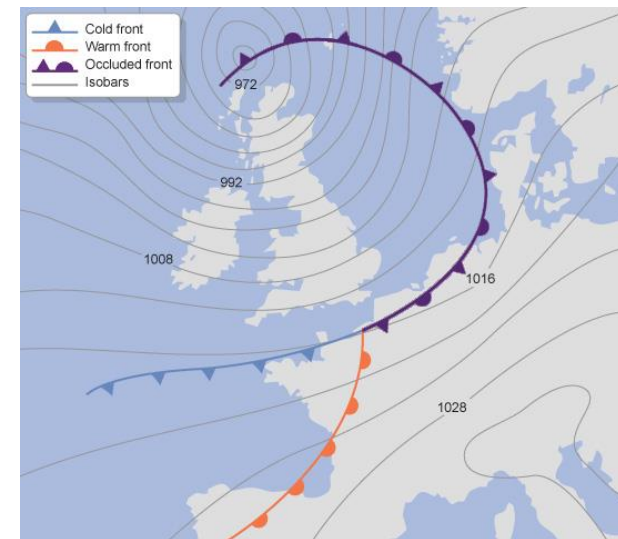 Cold front
Warm front
Occluded front
Isobars
972
992
1008
1016
1028